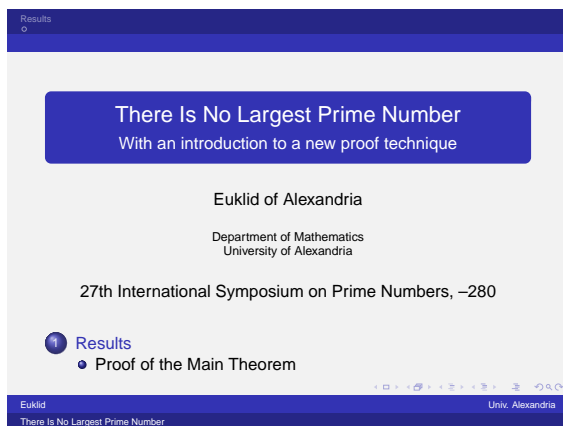 Results
There Is No Largest Prime Number
With an introduction to a new proof technique
Euklid of Alexandria
Department of Mathematics
University of Alexandria
27th International Symposium on Prime Numbers, –280
1 Results
Proof of the Main Theorem
Euklid Univ. Alexandria
There Is No Largest Prime Number